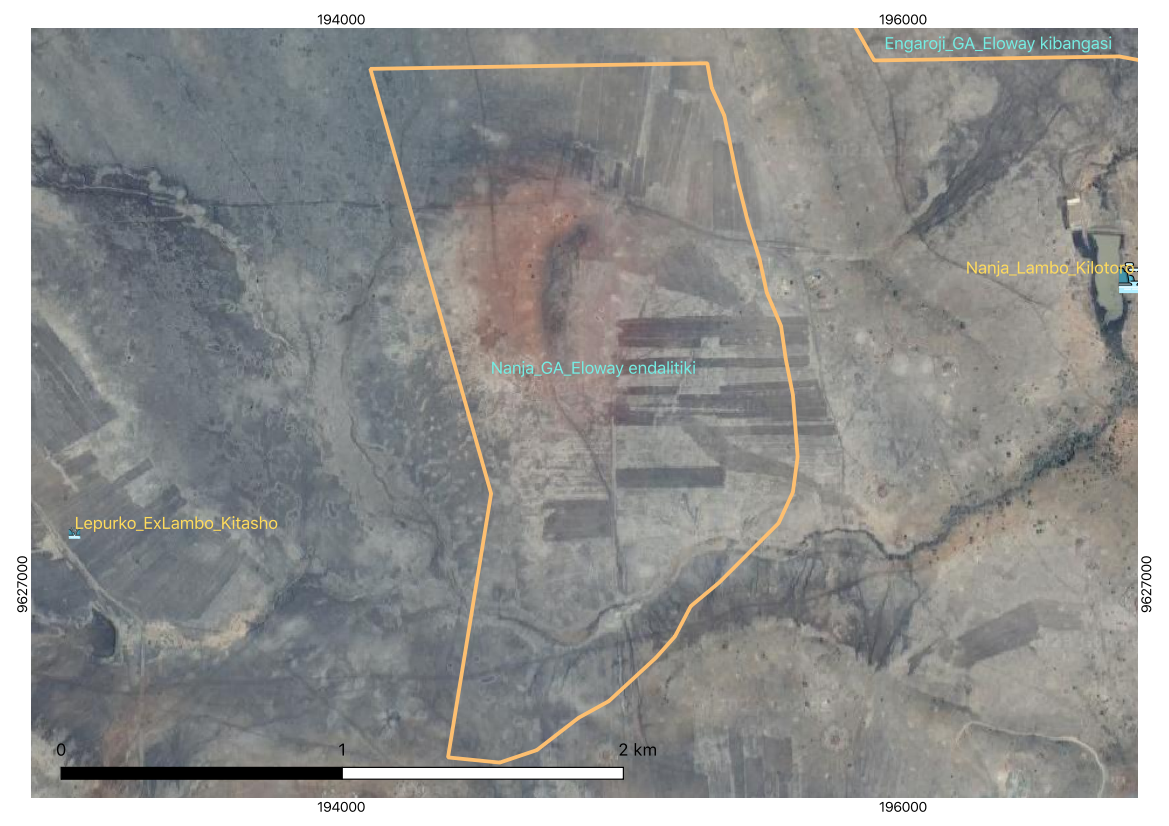 194000
196000
Engaroji_GA_Eloway kibangasi
Nanja_Lambo_Kilotoro
Nanja_GA_Eloway endalitiki
Lepurko_ExLambo_Kitasho
9627000
9627000
0
1
2 km
194000
196000